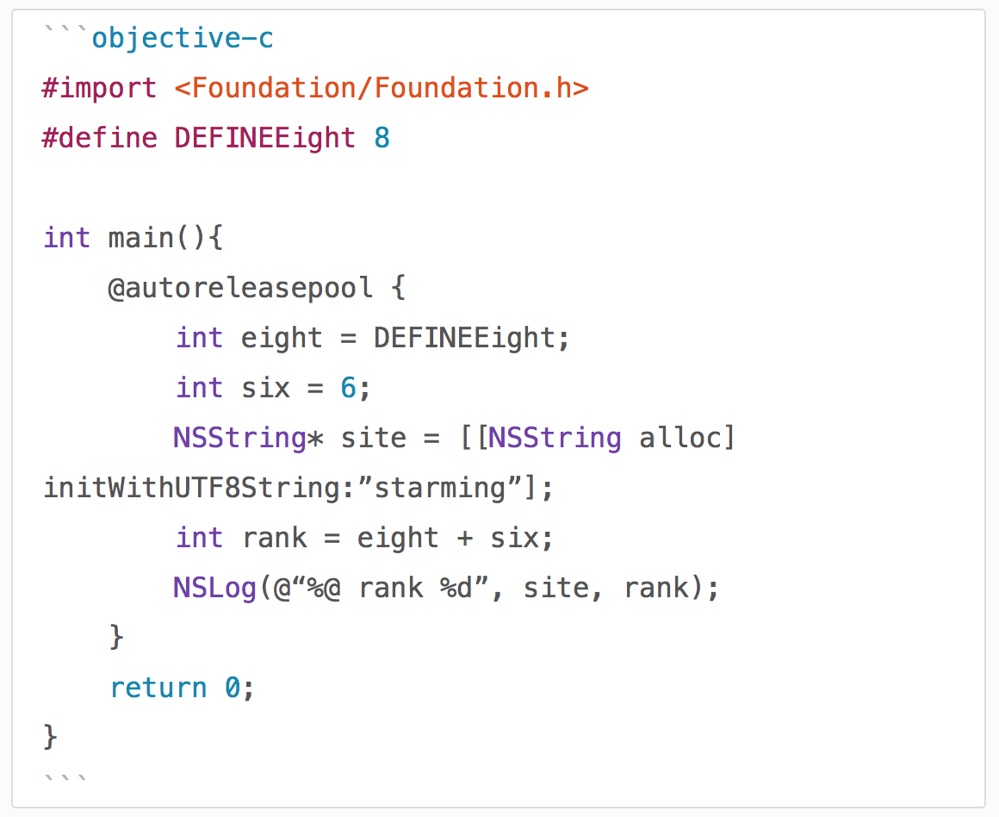 ```objective-c
#import <Foundation/Foundation.h>
#define DEFINEEight 8

int main(){
    @autoreleasepool {
        int eight = DEFINEEight;
        int six = 6;
        NSString* site = [[NSString alloc]
initWithUTF8String:”starming”];
        int rank = eight + six;
        NSLog(@“%@ rank %d”, site, rank);
    }
    return 0;
}
```